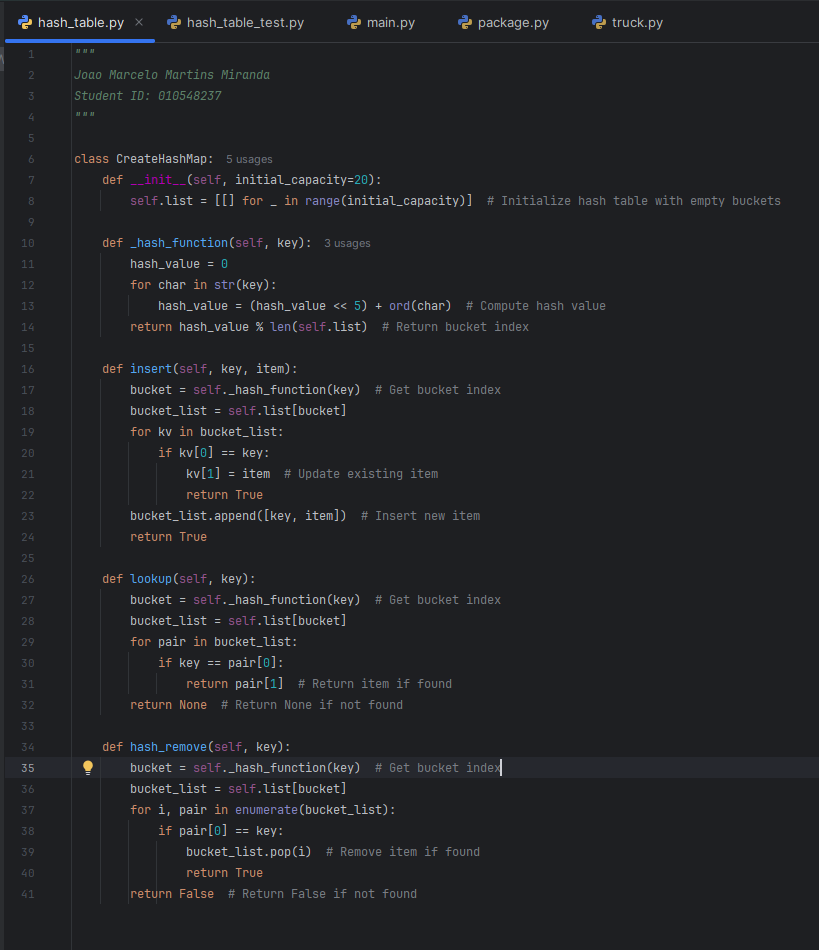 hash_table.py × hash_table_test.py main.py package.py truck.py
1 """
2 Joao Marcelo Martins Miranda
3 Student ID: 010548237
4 """
5
6 class CreateHashMap: 5 usages
7     def __init__(self, initial_capacity=20):
8         self.list = [[] for _ in range(initial_capacity)]  # Initialize hash table with empty buckets
9
10     def _hash_function(self, key): 3 usages
11         hash_value = 0
12         for char in str(key):
13             hash_value = (hash_value << 5) + ord(char)  # Compute hash value
14         return hash_value % len(self.list)  # Return bucket index
15
16     def insert(self, key, item):
17         bucket = self._hash_function(key)  # Get bucket index
18         bucket_list = self.list[bucket]
19         for kv in bucket_list:
20             if kv[0] == key:
21                 kv[1] = item  # Update existing item
22                 return True
23         bucket_list.append([key, item])  # Insert new item
24         return True
25
26     def lookup(self, key):
27         bucket = self._hash_function(key)  # Get bucket index
28         bucket_list = self.list[bucket]
29         for pair in bucket_list:
30             if key == pair[0]:
31                 return pair[1]  # Return item if found
32         return None  # Return None if not found
33
34     def hash_remove(self, key):
35         bucket = self._hash_function(key)  # Get bucket index
36         bucket_list = self.list[bucket]
37         for i, pair in enumerate(bucket_list):
38             if pair[0] == key:
39                 bucket_list.pop(i)  # Remove item if found
40                 return True
41         return False  # Return False if not found